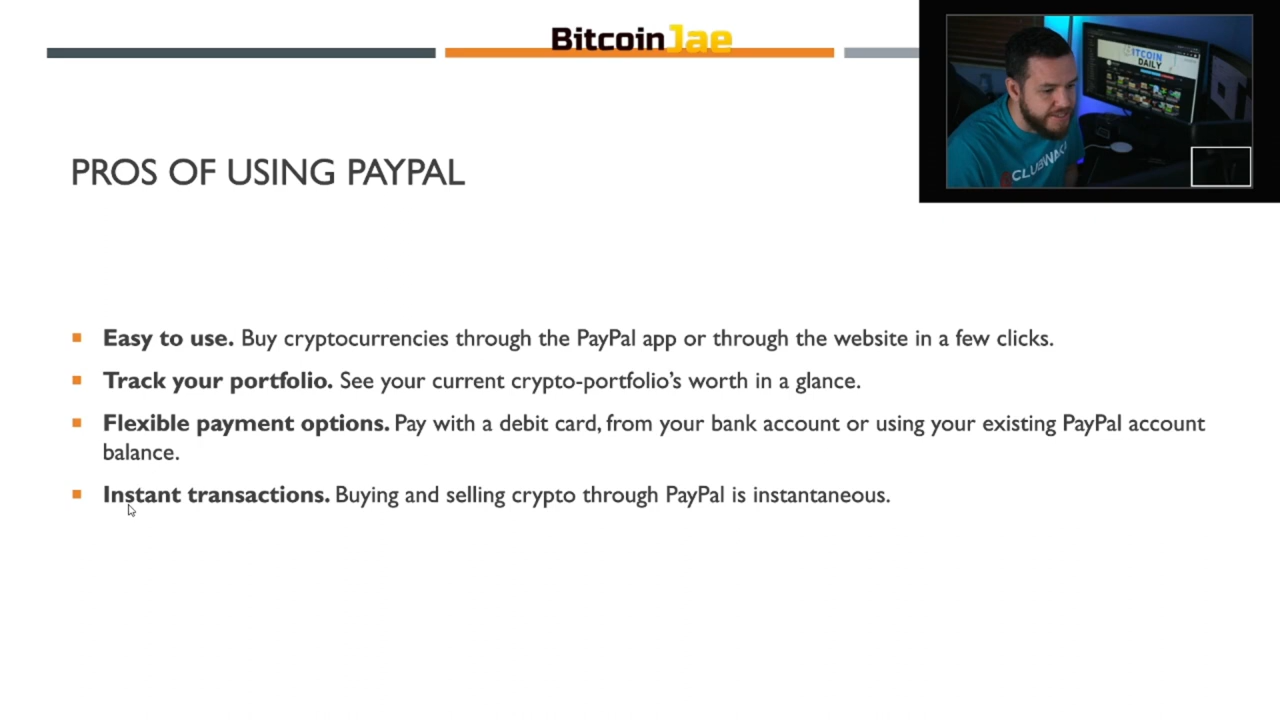 BitcoinJae
BITCOIN
DAILY
CLUBWAKA
PROS OF USING PAYPAL
Easy to use. Buy cryptocurrencies through the PayPal app or through the website in a few clicks.
Track your portfolio. See your current crypto-portfolio’s worth in a glance.
Flexible payment options. Pay with a debit card, from your bank account or using your existing PayPal account
balance.
Instant transactions. Buying and selling crypto through PayPal is instantaneous.